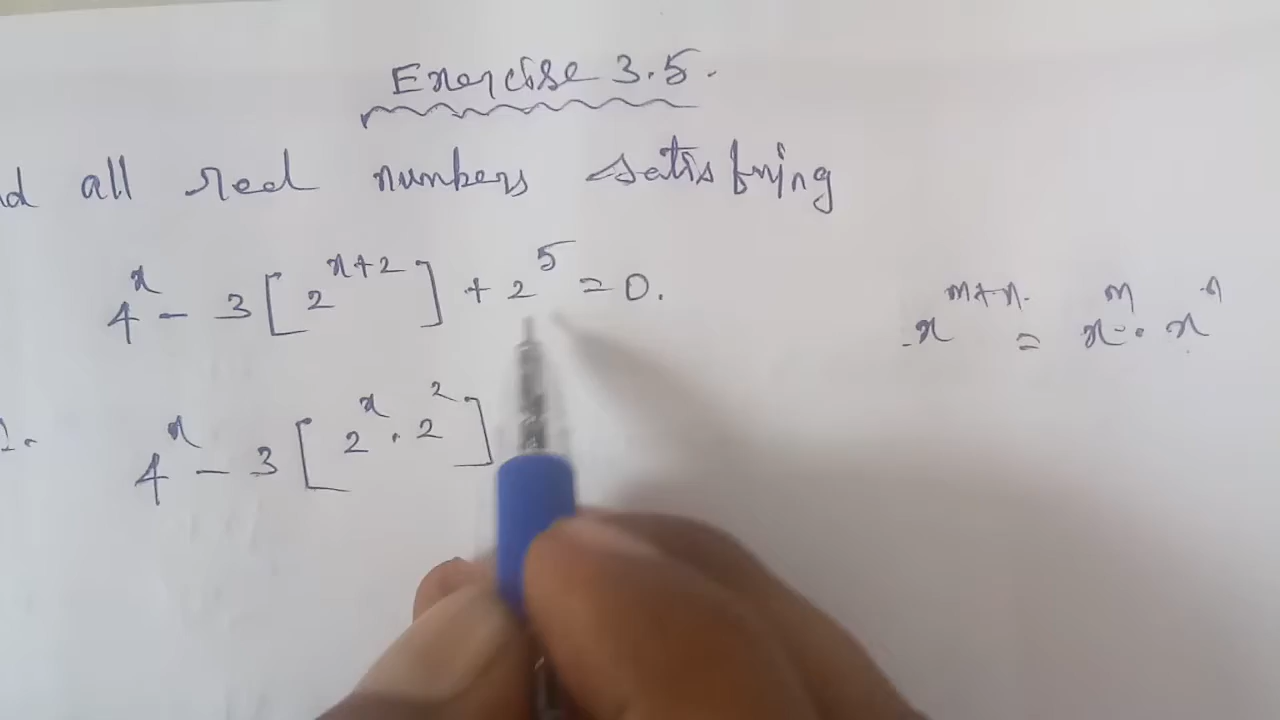 Exercise 3.5.
nd all real numbers satisfying
4^x - 3[2^{x+2}] + 2^5 = 0.
x^{m+n} = x^m · x^n
4^x - 3[2^x · 2^2]